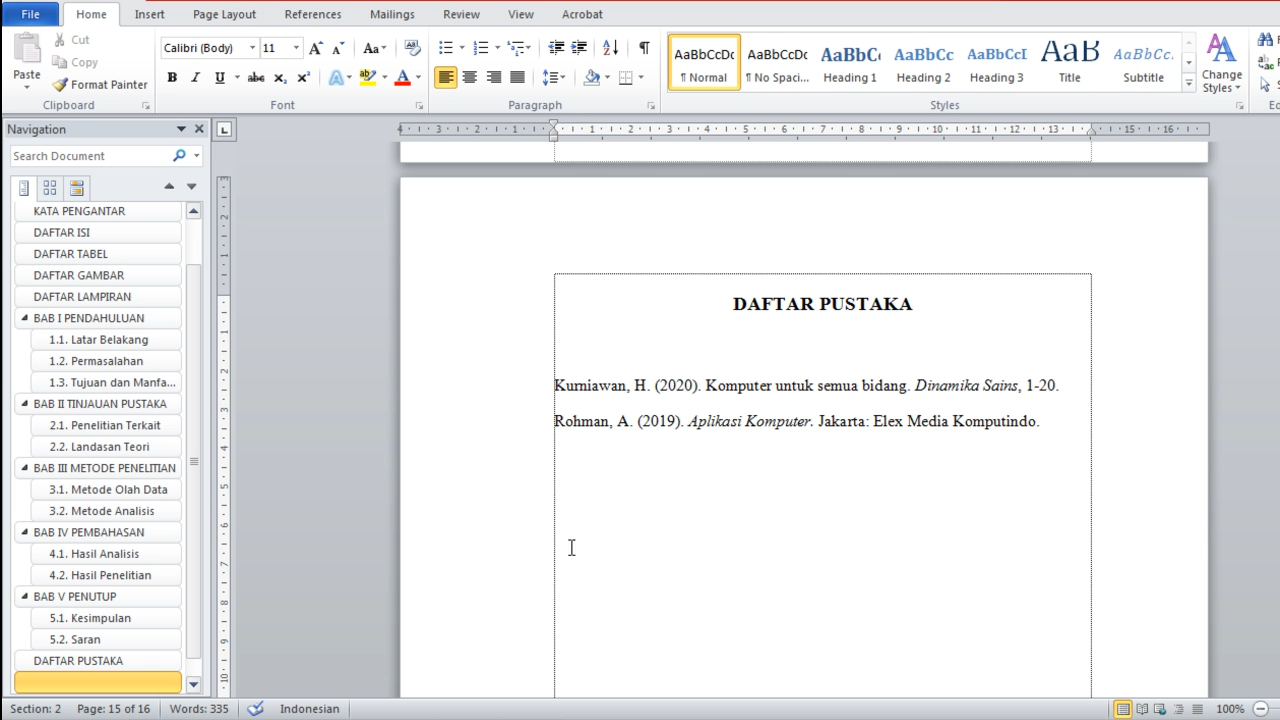 File Home Insert Page Layout References Mailings Review View Acrobat
Paste
Cut
Copy
Format Painter
Clipboard
Calibri (Body) 11
Font
Paragraph
AaBbCcDc AaBbCcDc AaBbC AaBbCc AaBbCcI AaB AaBbCc.
¶ Normal ¶ No Spaci... Heading 1 Heading 2 Heading 3 Title Subtitle
Change Styles
Styles
Navigation
Search Document
KATA PENGANTAR
DAFTAR ISI
DAFTAR TABEL
DAFTAR GAMBAR
DAFTAR LAMPIRAN
BAB I PENDAHULUAN
1.1. Latar Belakang
1.2. Permasalahan
1.3. Tujuan dan Manfa...
BAB II TINJAUAN PUSTAKA
2.1. Penelitian Terkait
2.2. Landasan Teori
BAB III METODE PENELITIAN
3.1. Metode Olah Data
3.2. Metode Analisis
BAB IV PEMBAHASAN
4.1. Hasil Analisis
4.2. Hasil Penelitian
BAB V PENUTUP
5.1. Kesimpulan
5.2. Saran
DAFTAR PUSTAKA
DAFTAR PUSTAKA
Kurniawan, H. (2020). Komputer untuk semua bidang. Dinamika Sains, 1-20.
Rohman, A. (2019). Aplikasi Komputer. Jakarta: Elex Media Komputindo.
Section: 2 Page: 15 of 16 Words: 335 Indonesian 100%